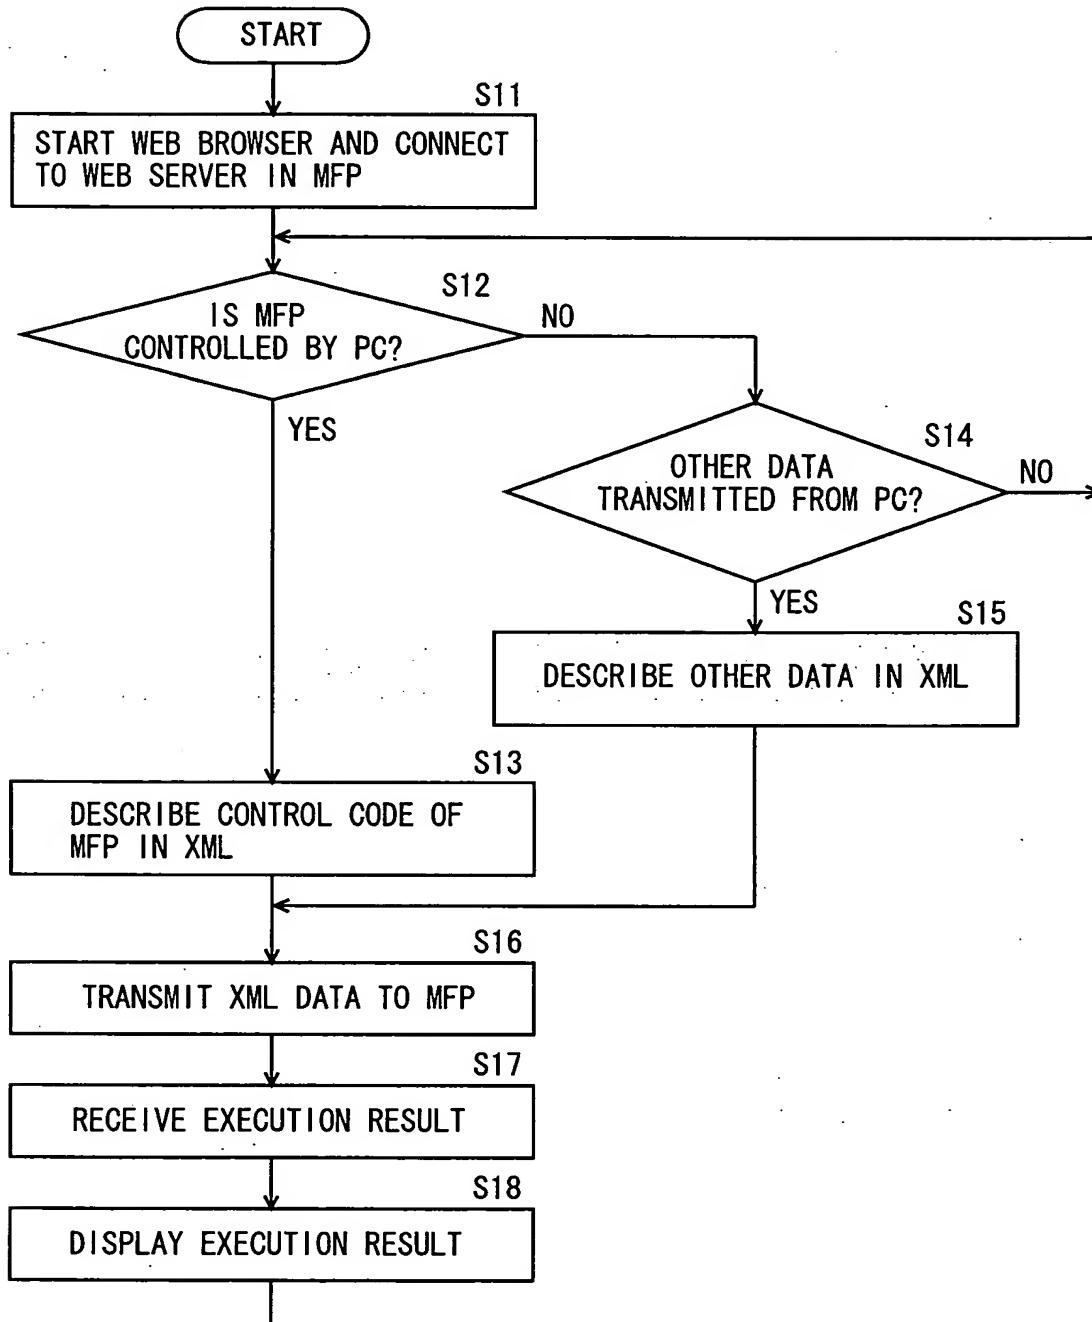 START
S11
START WEB BROWSER AND CONNECT
TO WEB SERVER IN MFP
S12
IS MFP
CONTROLLED BY PC?
NO
YES
S14
OTHER DATA
TRANSMITTED FROM PC?
NO
YES
S15
DESCRIBE OTHER DATA IN XML
S13
DESCRIBE CONTROL CODE OF
MFP IN XML
S16
TRANSMIT XML DATA TO MFP
S17
RECEIVE EXECUTION RESULT
S18
DISPLAY EXECUTION RESULT